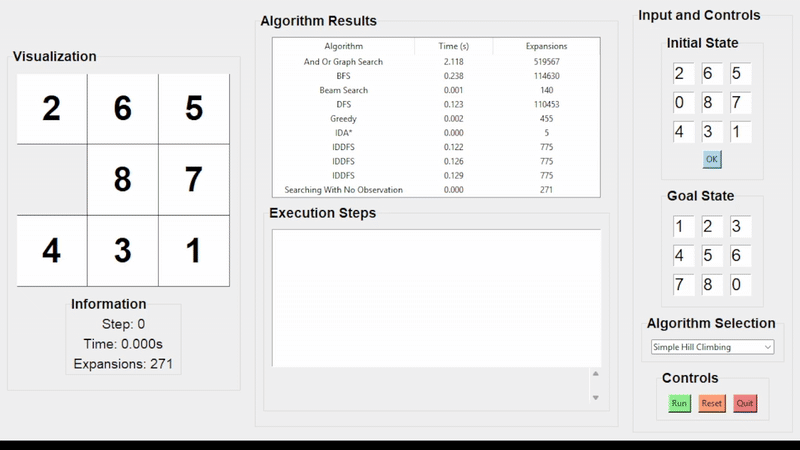 Visualization
2 6 5
8 7
4 3 1
Information
Step: 0
Time: 0.000s
Expansions: 271
Algorithm Results
Algorithm Time (s) Expansions
And Or Graph Search 2.118 519567
BFS 0.238 114630
Beam Search 0.001 140
DFS 0.123 110453
Greedy 0.002 455
IDA* 0.000 5
IDDFS 0.122 775
IDDFS 0.126 775
IDDFS 0.129 775
Searching With No Observation 0.000 271
Execution Steps
Input and Controls
Initial State
2 6 5
0 8 7
4 3 1
OK
Goal State
1 2 3
4 5 6
7 8 0
Algorithm Selection
Simple Hill Climbing
Controls
Run Reset Quit